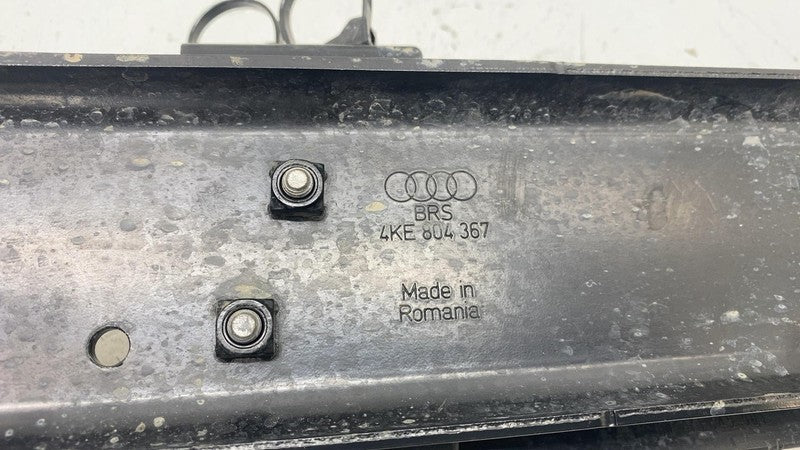 BRS
4KE 804 367
Made in
Romania